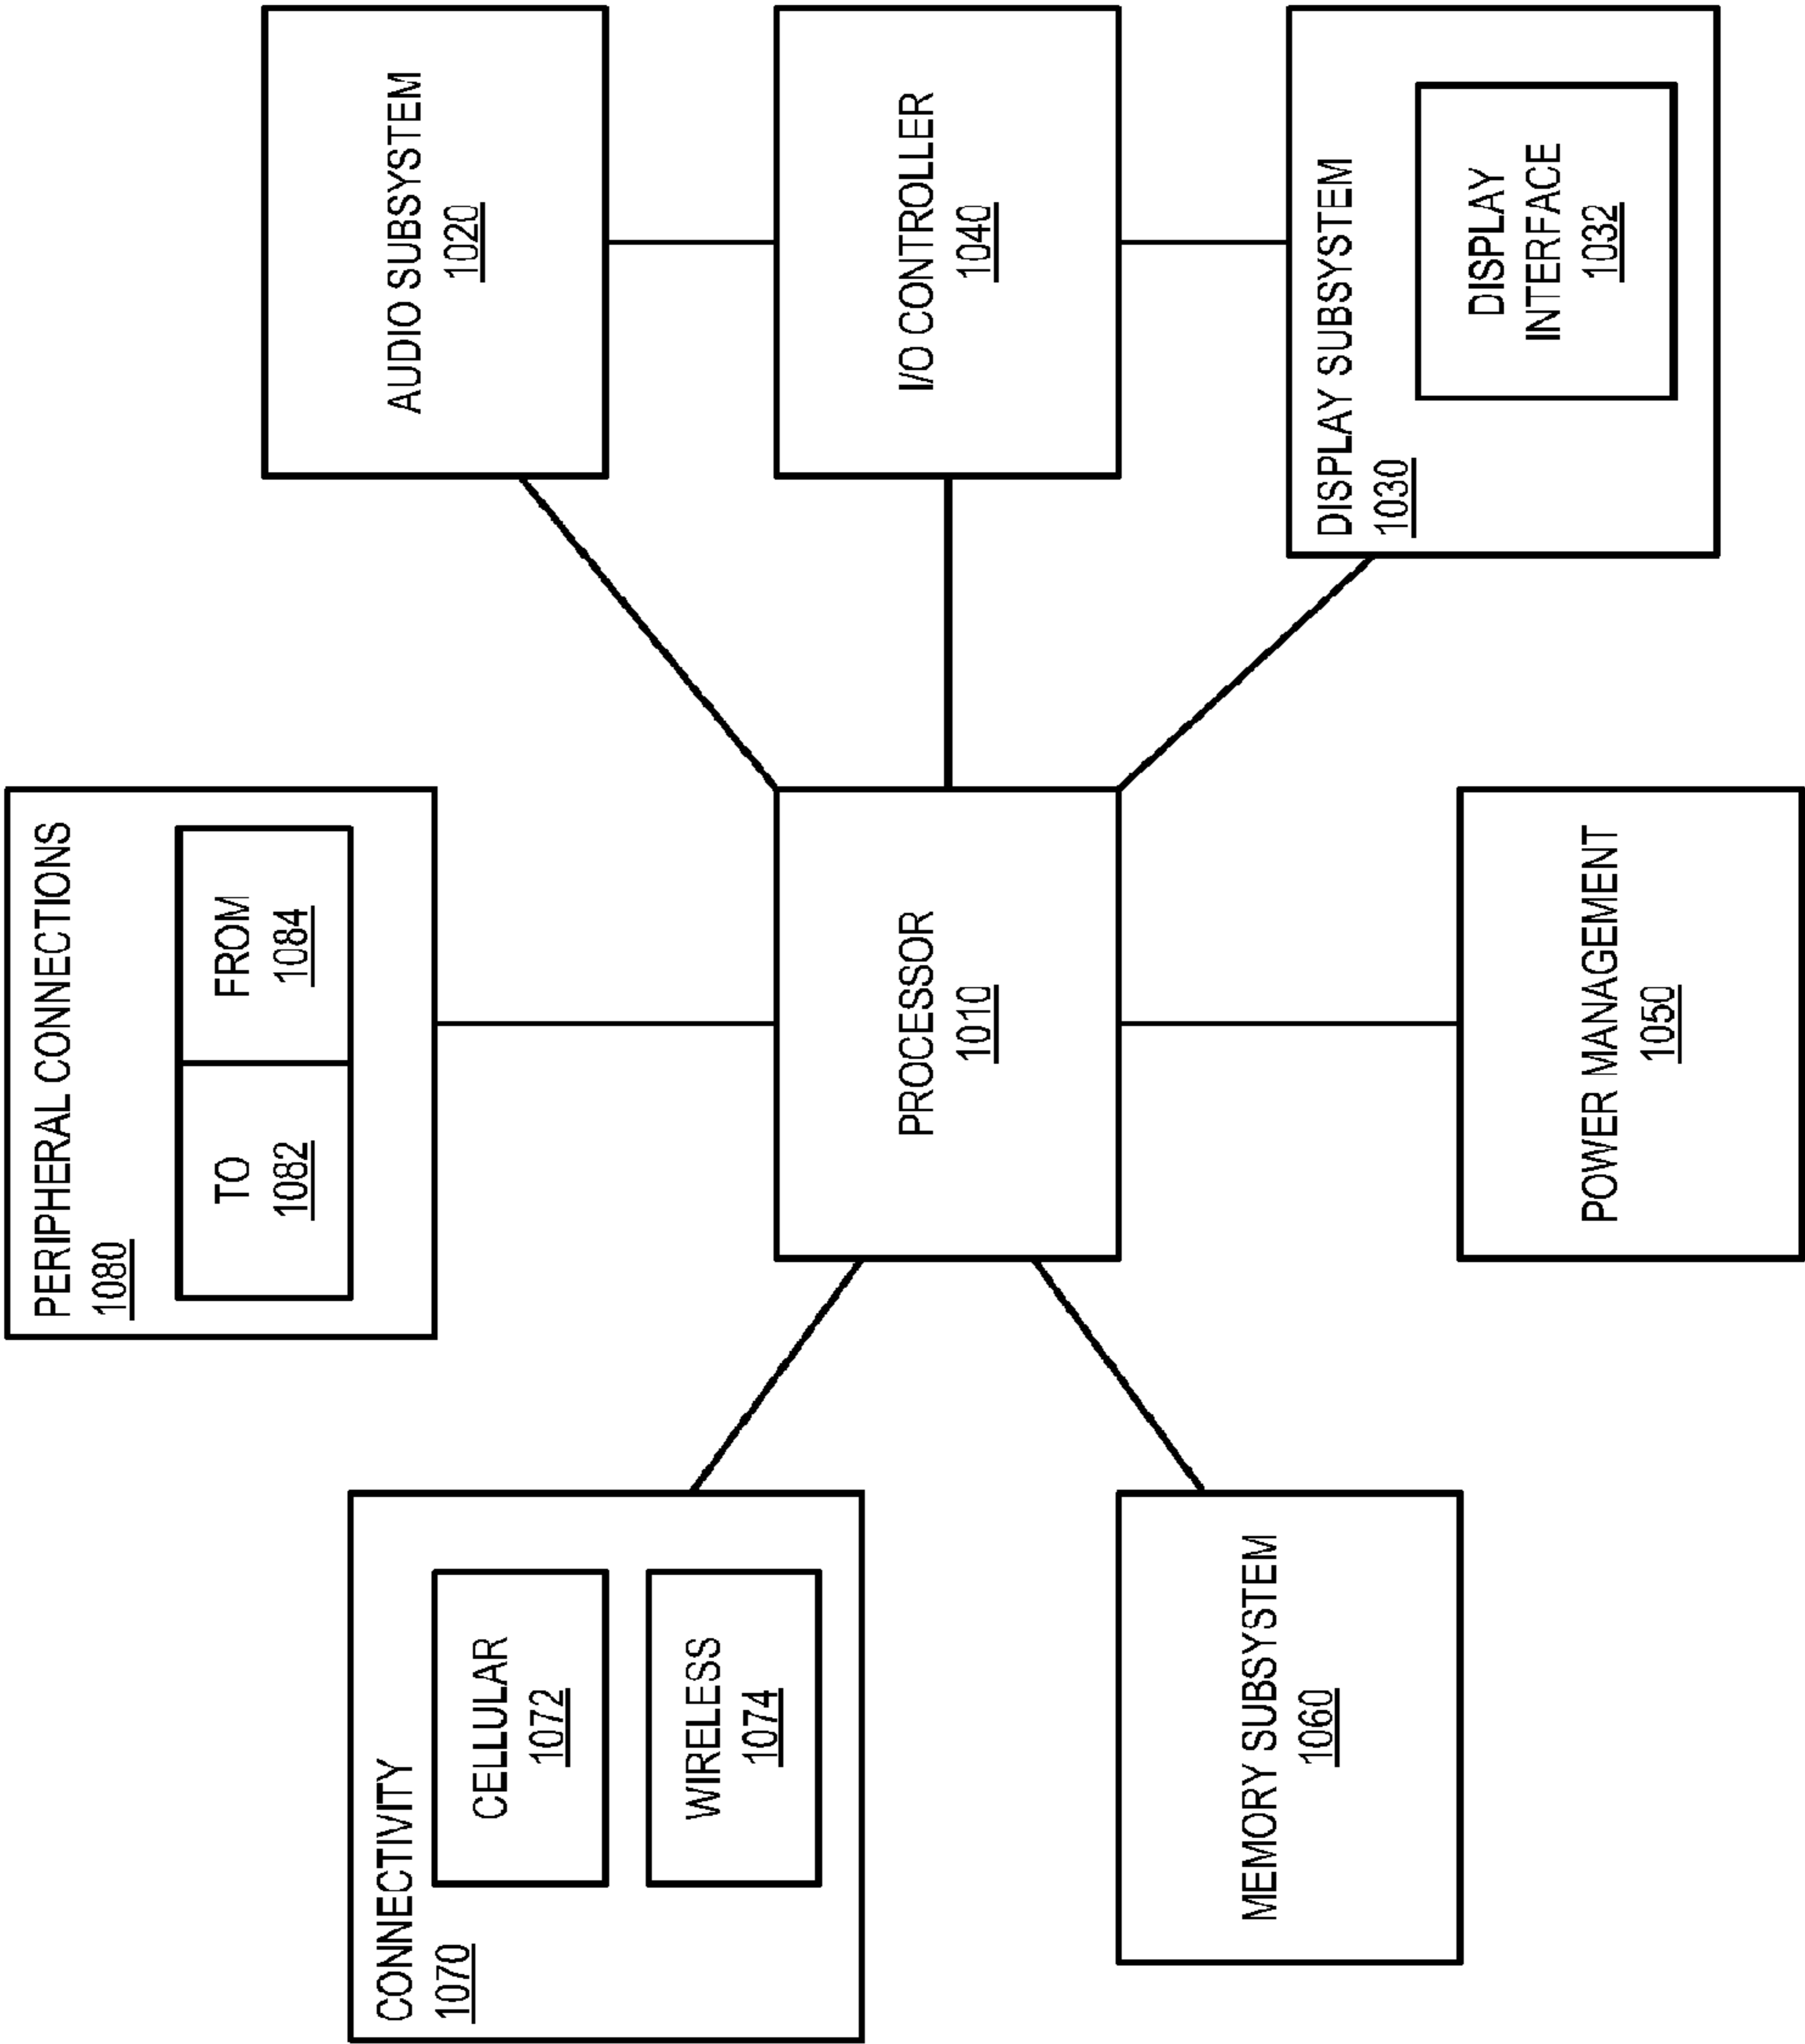 PERIPHERAL CONNECTIONS
1080
TO
1082
FROM
1084
CONNECTIVITY
1070
CELLULAR
1072
WIRELESS
1074
AUDIO SUBSYSTEM
1020
PROCESSOR
1010
I/O CONTROLLER
1040
MEMORY SUBSYSTEM
1060
DISPLAY SUBSYSTEM
1030
DISPLAY
INTERFACE
1032
POWER MANAGEMENT
1050